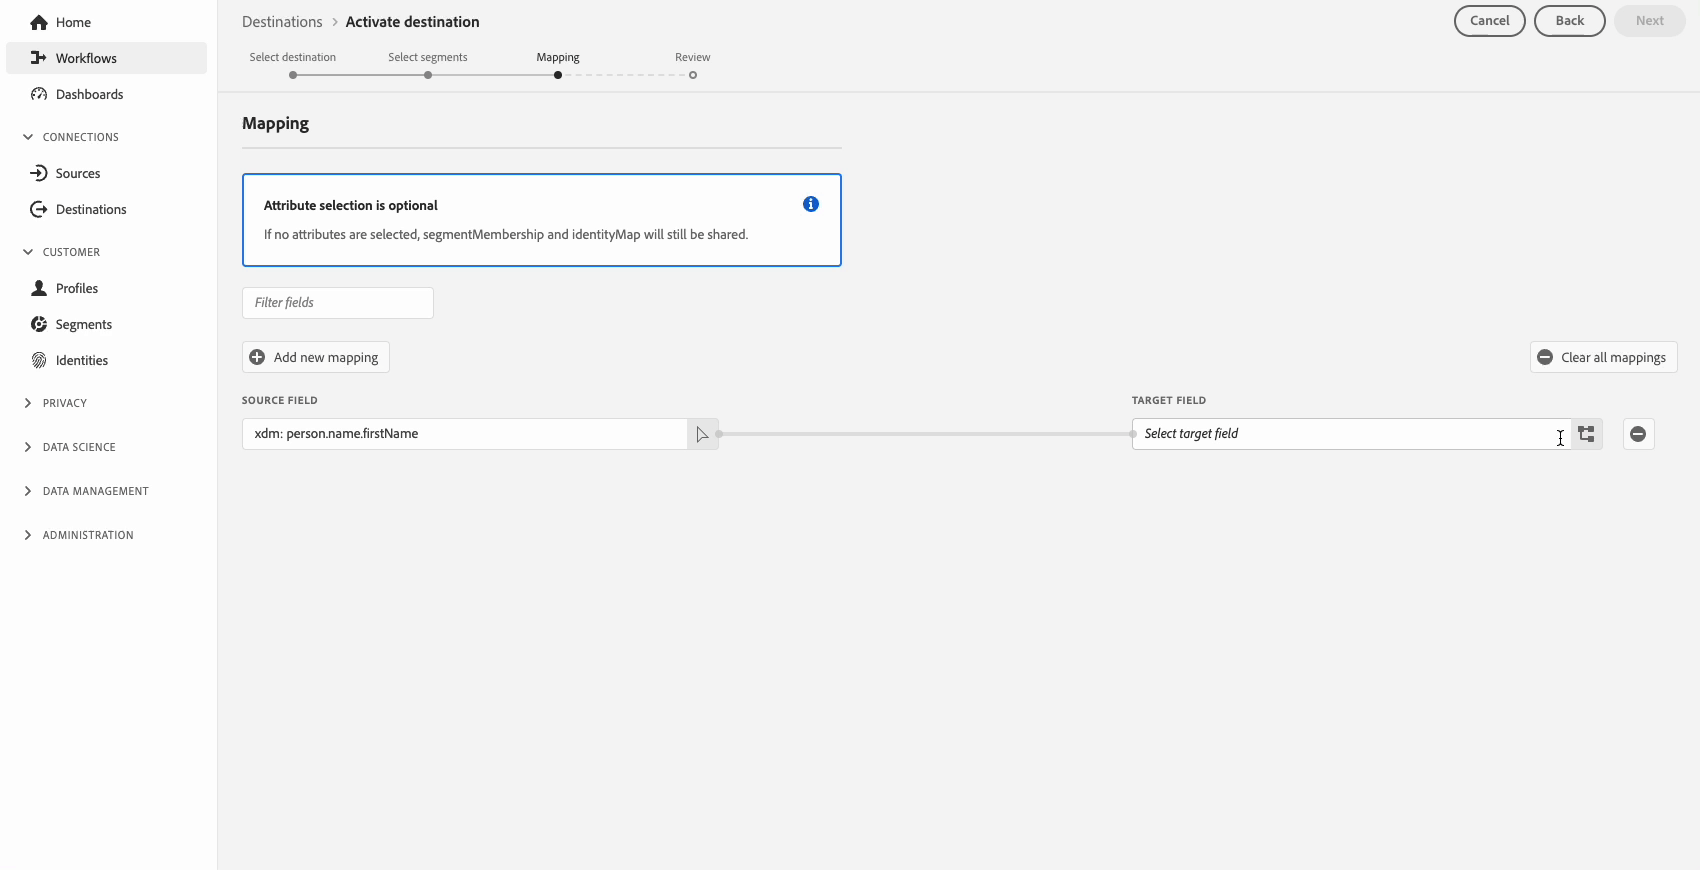 Home
Workflows
Dashboards
CONNECTIONS
Sources
Destinations
CUSTOMER
Profiles
Segments
Identities
PRIVACY
DATA SCIENCE
DATA MANAGEMENT
ADMINISTRATION
Destinations > Activate destination
Cancel
Back
Next
Select destination
Select segments
Mapping
Review
Mapping
Attribute selection is optional
If no attributes are selected, segmentMembership and identityMap will still be shared.
Filter fields
Add new mapping
Clear all mappings
SOURCE FIELD
TARGET FIELD
xdm: person.name.firstName
Select target field